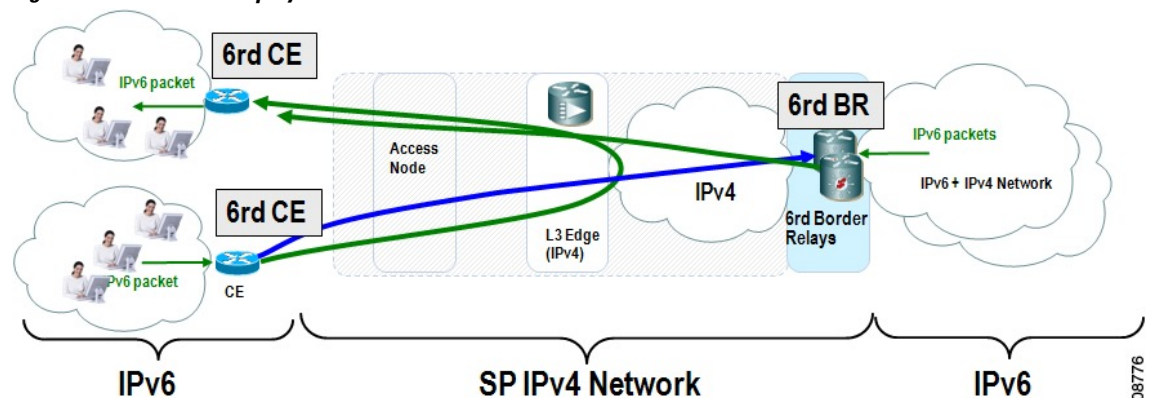 6rd CE
IPv6 packet
6rd BR
IPv6 packets
Access
Node
IPv6 + IPv4 Network
IPv4
6rd CE
6rd Border
Relays
L3 Edge
(IPv4)
Pv6 packet
CE
IPv6
SP IPv4 Network
IPv6
08776